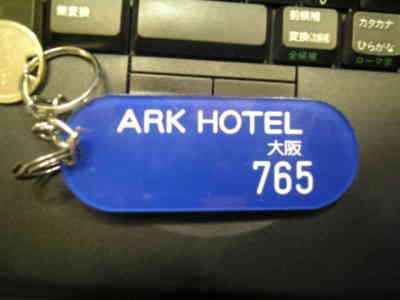 無変換
前候補
変換(次候補)
全候補
カタカナ
ひらがな
ローマ字
ARK HOTEL
大阪
765